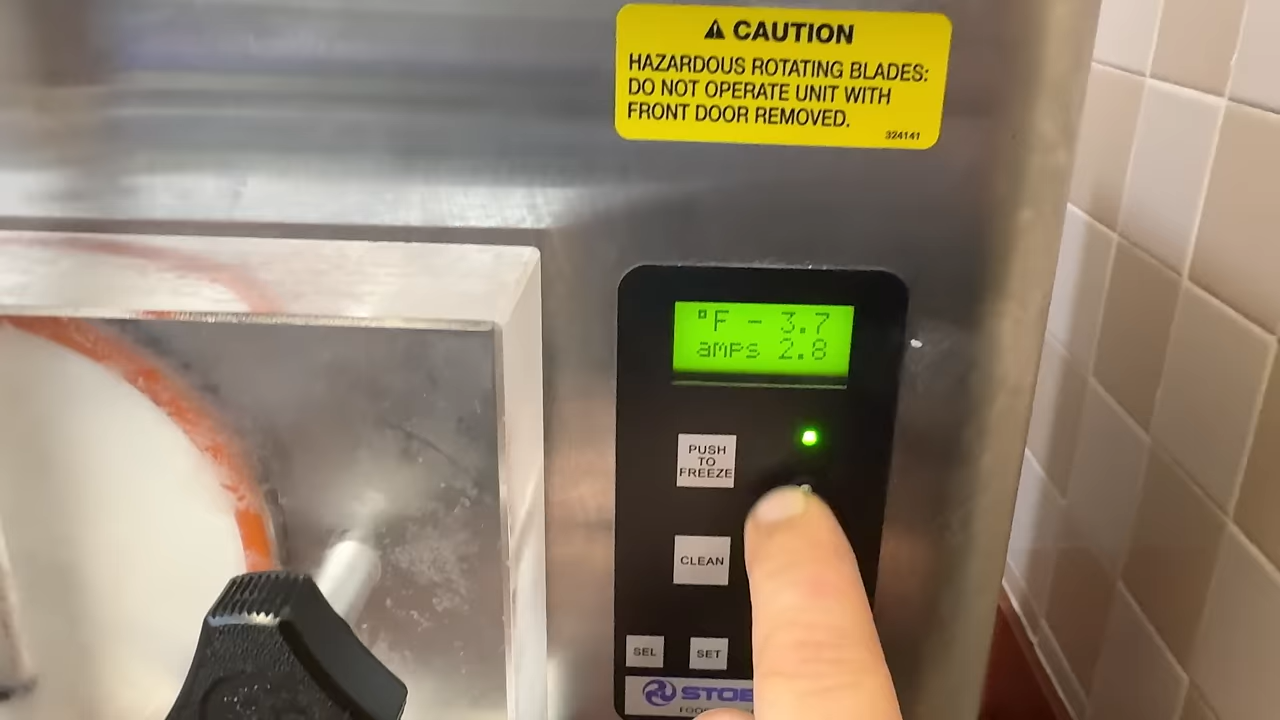 CAUTION
HAZARDOUS ROTATING BLADES:
DO NOT OPERATE UNIT WITH
FRONT DOOR REMOVED.
324141
°F - 3.7
amps 2.8
PUSH
TO
FREEZE
CLEAN
SEL SET